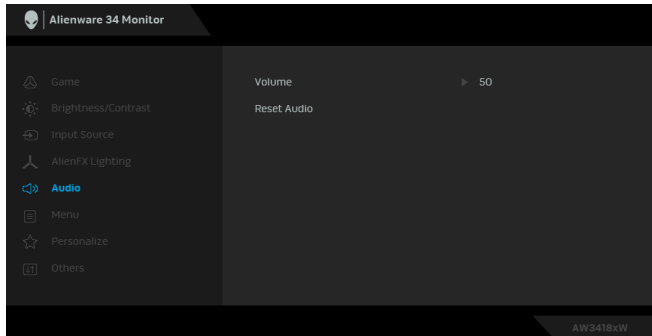 Alienware 34 Monitor
Game
Brightness/Contrast
Input Source
AlienFX Lighting
Audio
Menu
Personalize
Others
Volume 50
Reset Audio
AW3418xW